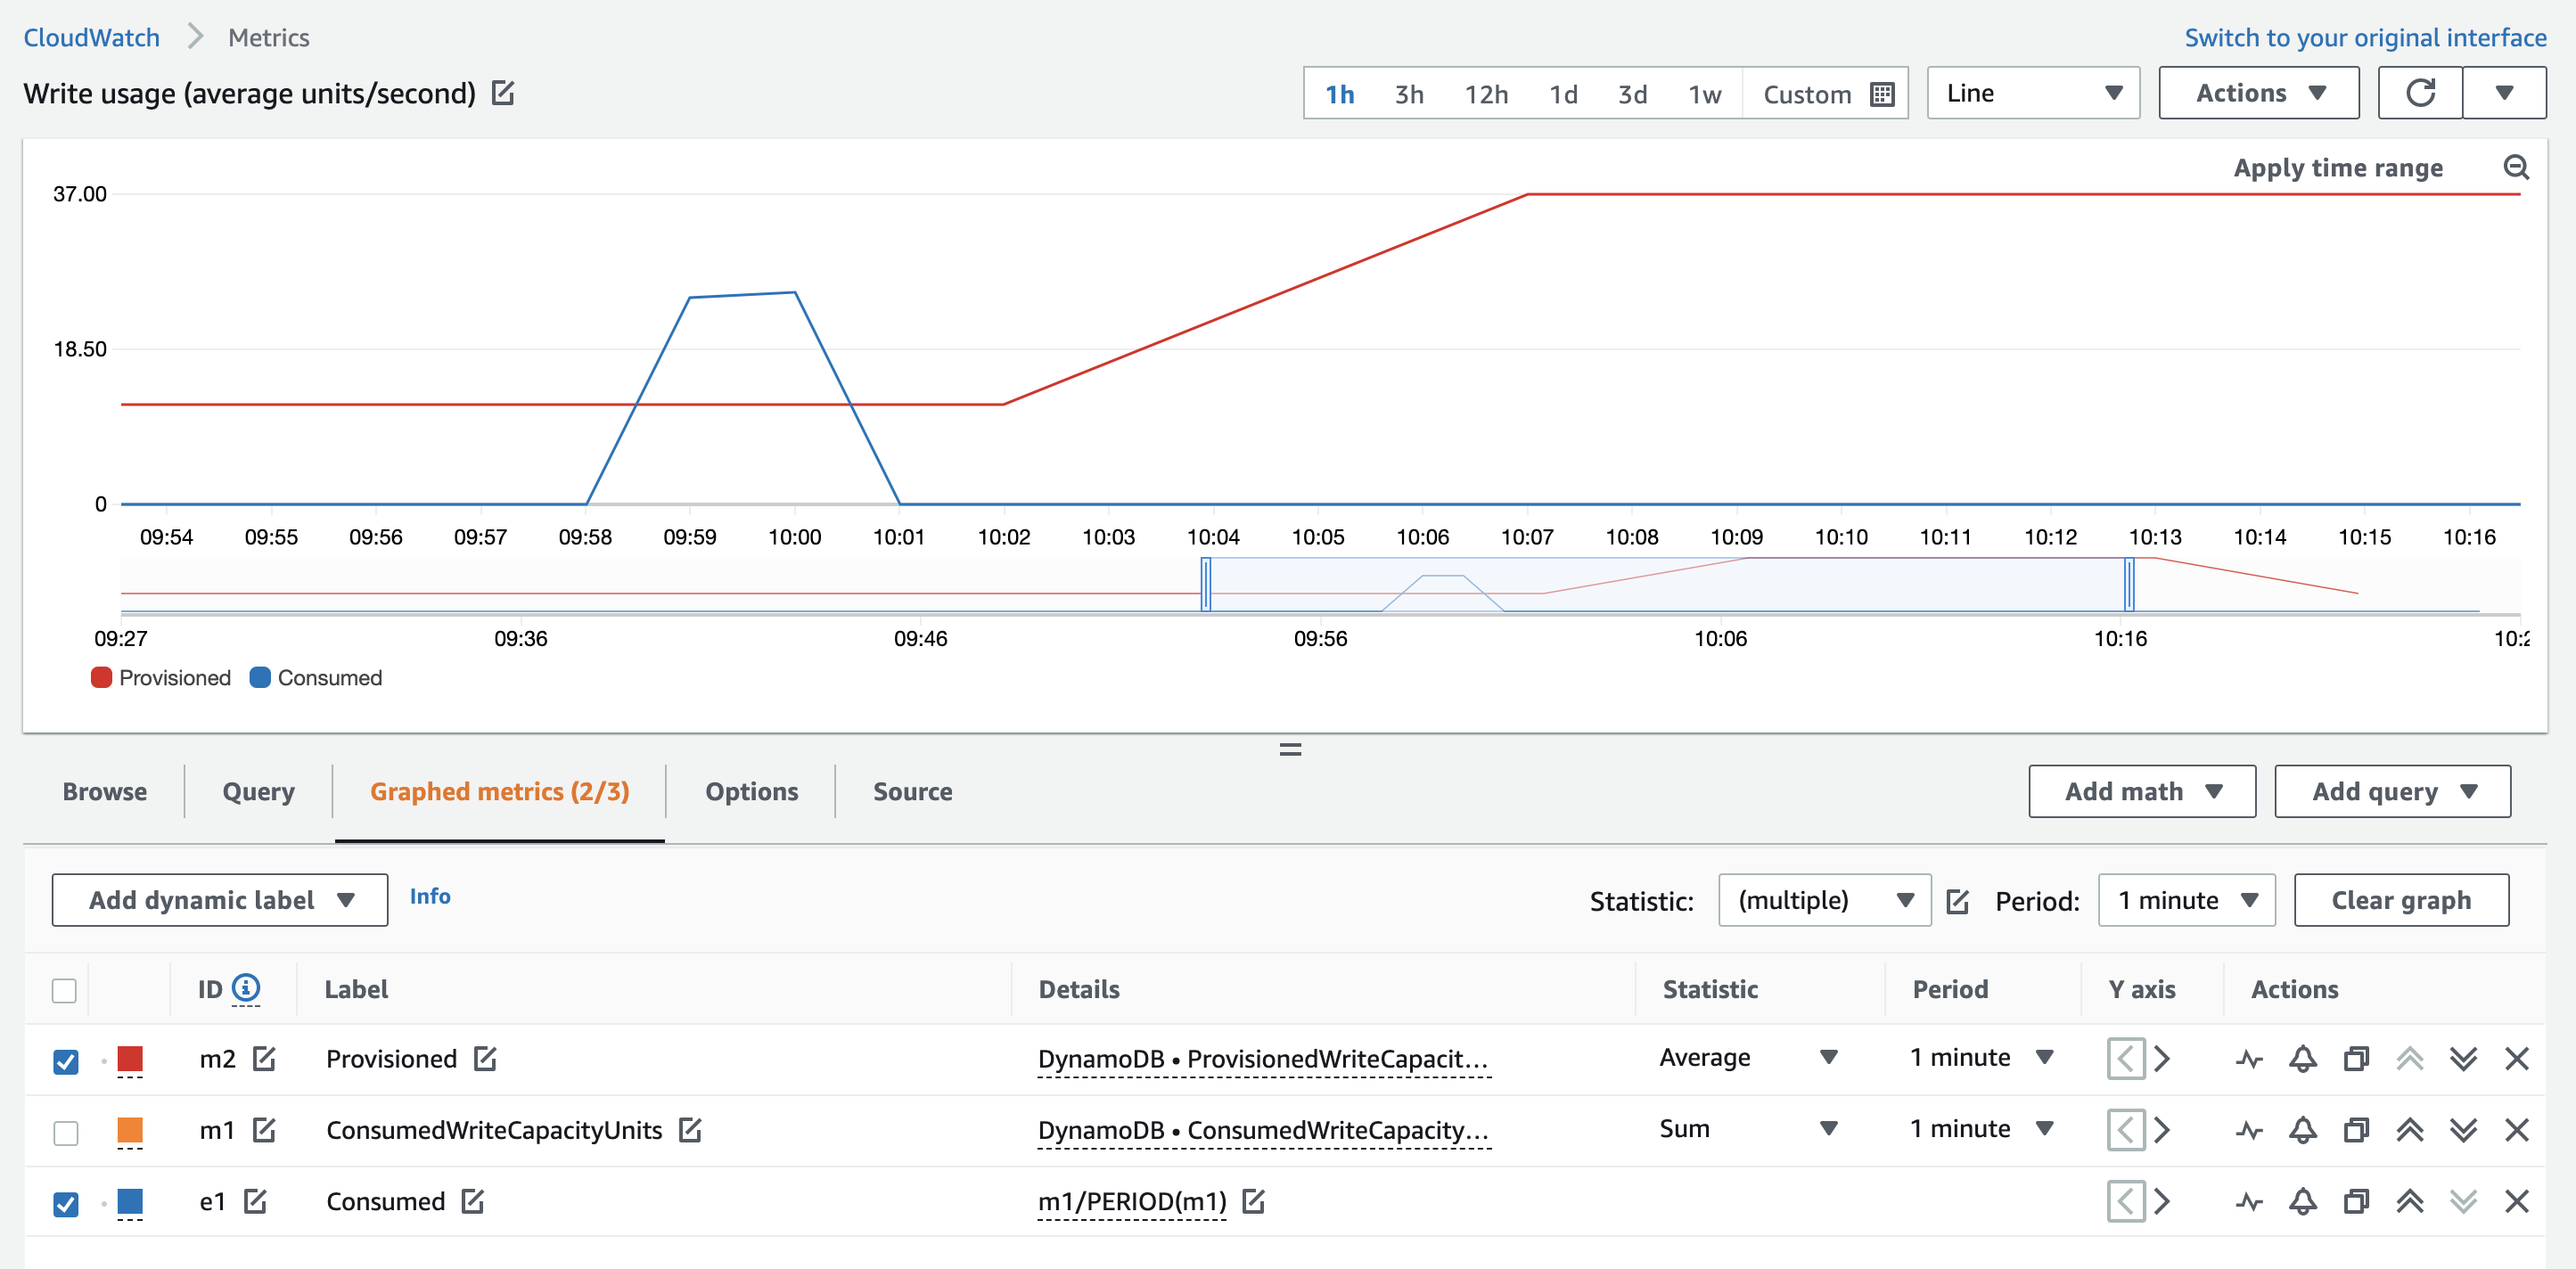 CloudWatch > Metrics
Switch to your original interface
Write usage (average units/second)
1h 3h 12h 1d 3d 1w Custom
Line
Actions
Apply time range
37.00
18.50
0
09:54 09:55 09:56 09:57 09:58 09:59 10:00 10:01 10:02 10:03 10:04 10:05 10:06 10:07 10:08 10:09 10:10 10:11 10:12 10:13 10:14 10:15 10:16
09:27 09:36 09:46 09:56 10:06 10:16
Provisioned Consumed
Browse Query Graphed metrics (2/3) Options Source
Add math Add query
Add dynamic label Info
Statistic: (multiple) Period: 1 minute Clear graph
ID Label Details Statistic Period Y axis Actions
m2 Provisioned DynamoDB • ProvisionedWriteCapacit... Average 1 minute
m1 ConsumedWriteCapacityUnits DynamoDB • ConsumedWriteCapacity... Sum 1 minute
e1 Consumed m1/PERIOD(m1)